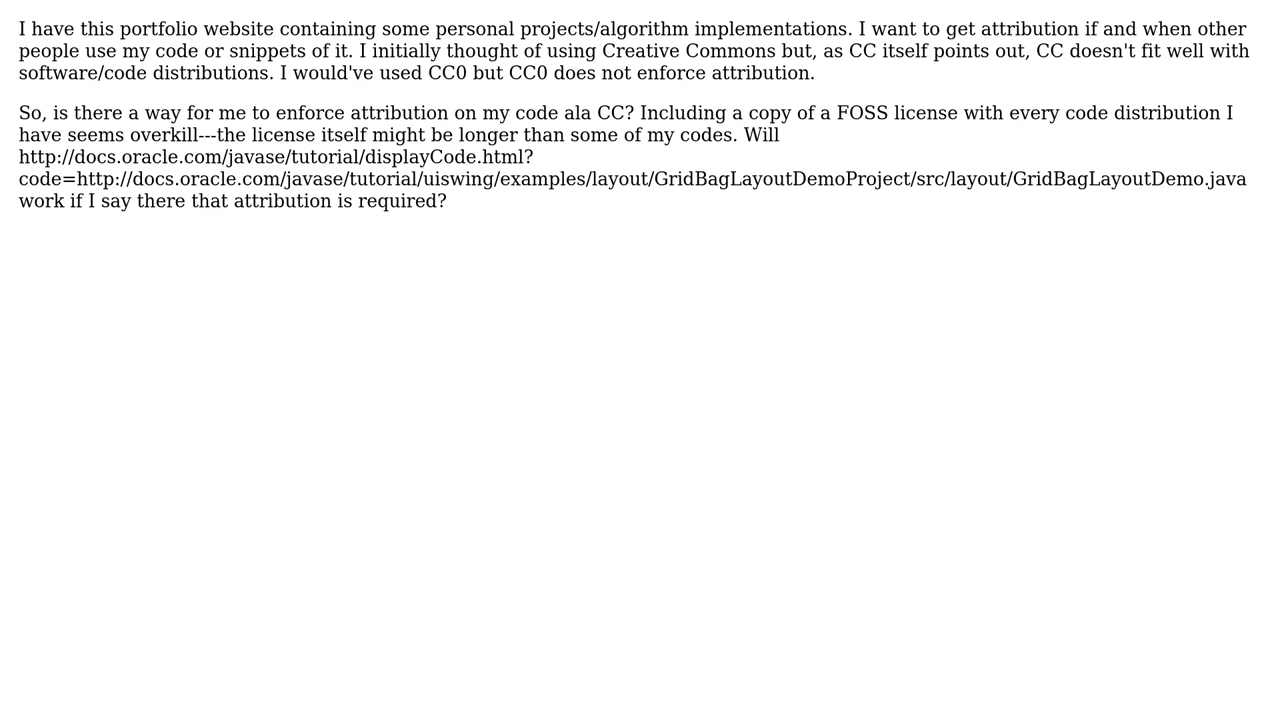 I have this portfolio website containing some personal projects/algorithm implementations. I want to get attribution if and when other
people use my code or snippets of it. I initially thought of using Creative Commons but, as CC itself points out, CC doesn't fit well with
software/code distributions. I would've used CC0 but CC0 does not enforce attribution.
So, is there a way for me to enforce attribution on my code ala CC? Including a copy of a FOSS license with every code distribution I
have seems overkill---the license itself might be longer than some of my codes. Will
http://docs.oracle.com/javase/tutorial/displayCode.html?
code=http://docs.oracle.com/javase/tutorial/uiswing/examples/layout/GridBagLayoutDemoProject/src/layout/GridBagLayoutDemo.java
work if I say there that attribution is required?